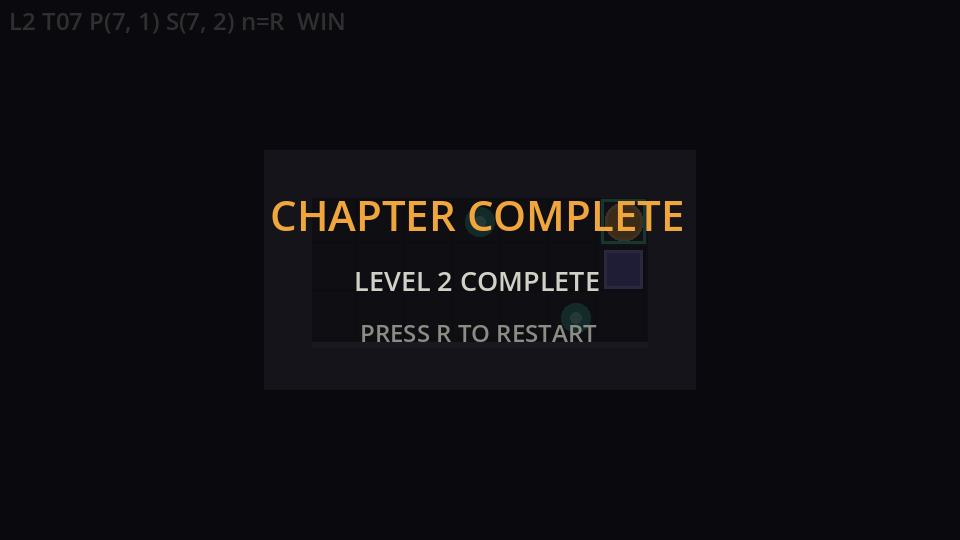 L2 T07 P(7, 1) S(7, 2) n=R WIN
CHAPTER COMPLETE
LEVEL 2 COMPLETE
PRESS R TO RESTART